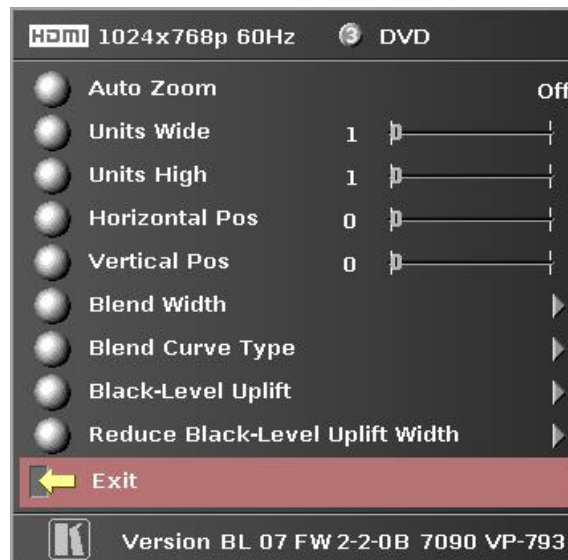 HDMI 1024x768p 60Hz 3 DVD
Auto Zoom Off
Units Wide 1
Units High 1
Horizontal Pos 0
Vertical Pos 0
Blend Width
Blend Curve Type
Black-Level Uplift
Reduce Black-Level Uplift Width
Exit
Version BL 07 FW 2-2-0B 7090 VP-793